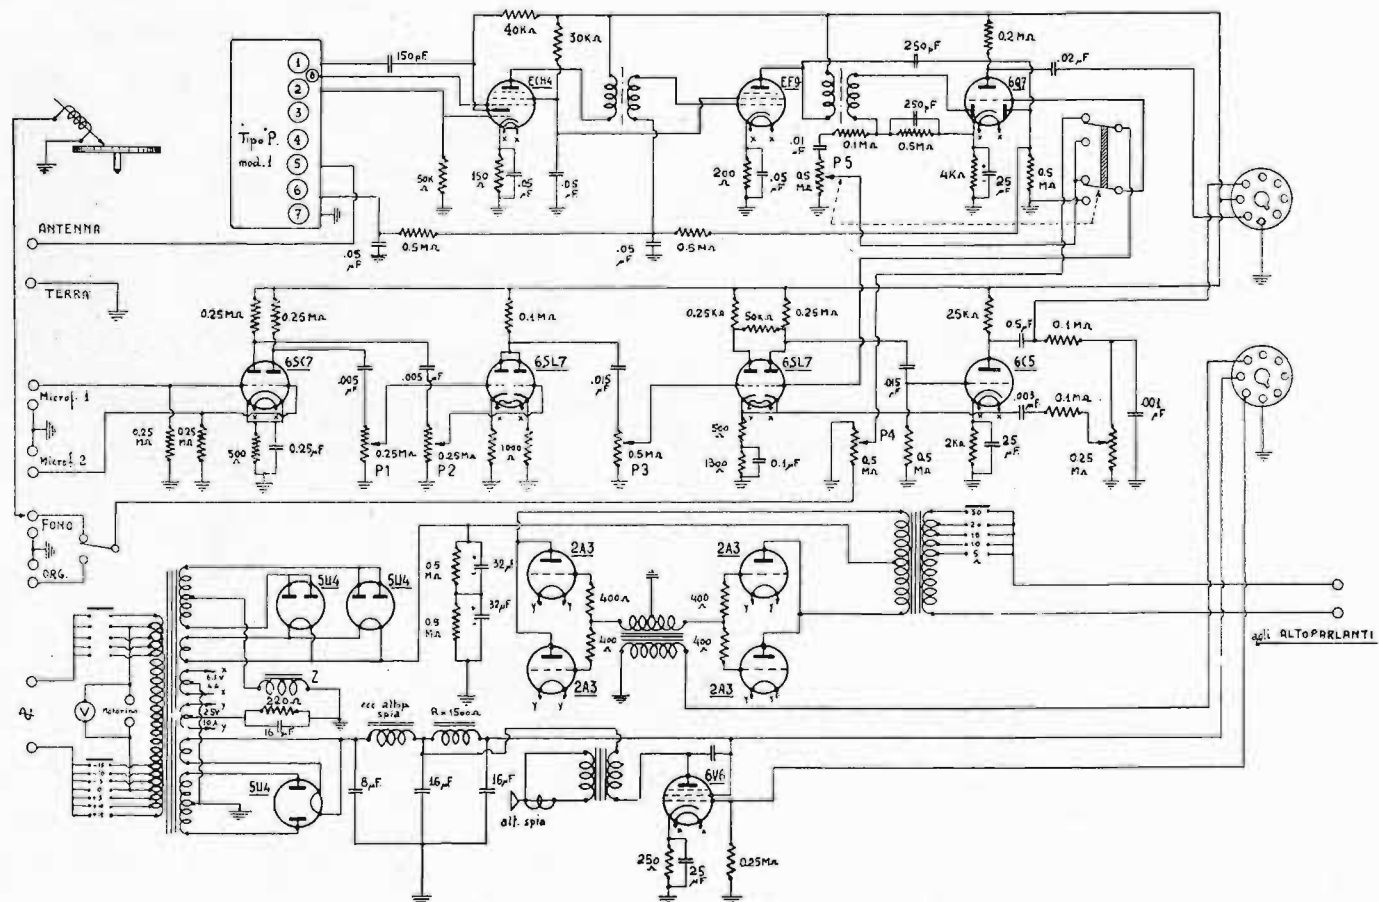 40KΩ
30KΩ
150pF
1
8
2
3
4
5
6
7
Tipo P.
mod. 1
ECH4
EF9
6Q7
250pF
0.2MΩ
.02µF
250pF
.01
µF
0.1MΩ
0.5MΩ
P5
x x
50K
Ω
150
Ω
.05
µF
.05
µF
200
Ω
.05
µF
0.5
MΩ
4KΩ
25
µF
0.5
MΩ
ANTENNA
TERRA
.05
µF
0.5MΩ
.05
µF
0.5MΩ
0.25MΩ
0.25MΩ
0.1MΩ
0.25KΩ
50KΩ
0.25MΩ
25KΩ
0.5µF
0.1MΩ
6SC7
6SL7
6SL7
6C5
Microf. 1
Microf. 2
.005
µF
.005µF
.015
µF
.015
µF
.003µF
0.1MΩ
.001
µF
0.25
MΩ
0.25
MΩ
500
Ω
0.25µF
0.25MΩ
P1
0.25MΩ
P2
1000
Ω
0.5MΩ
P3
500
Ω
1300
Ω
0.1µF
P4
0.5
MΩ
0.5
MΩ
2KΩ
25
µF
0.25
MΩ
FONO
ORG.
5U4
5U4
0.5
MΩ
0.5
MΩ
32µF
32µF
2A3
2A3
2A3
2A3
400Ω
400
Ω
400
Ω
400
Ω
y y
30
20
10
10
5
Ω
agli ALTOPARLANTI
V
Motorino
x
6.3V
4A
x
y
2.5V
10A
y
Z
220Ω
16µF
5U4
ecc altop.
spia
R=1500Ω
8µF
16µF
16µF
alt. spia
6V6
250
Ω
25
µF
0.25MΩ